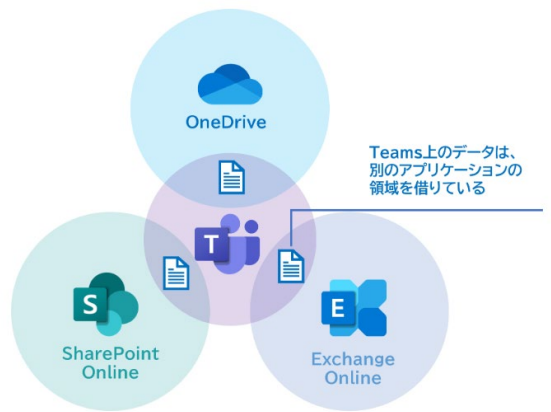 OneDrive
Teams上のデータは、
別のアプリケーションの
領域を借りている
T
S
SharePoint
Online
E
Exchange
Online